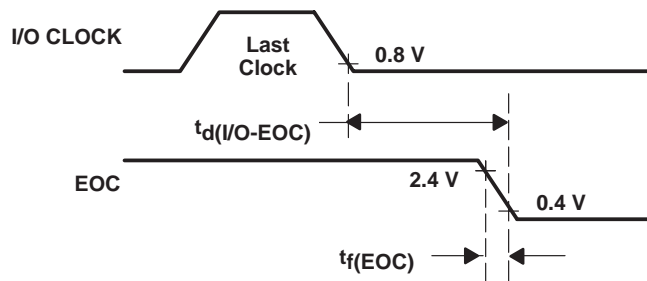 I/O CLOCK
Last
Clock
0.8 V
td(I/O-EOC)
EOC
2.4 V
0.4 V
tf(EOC)